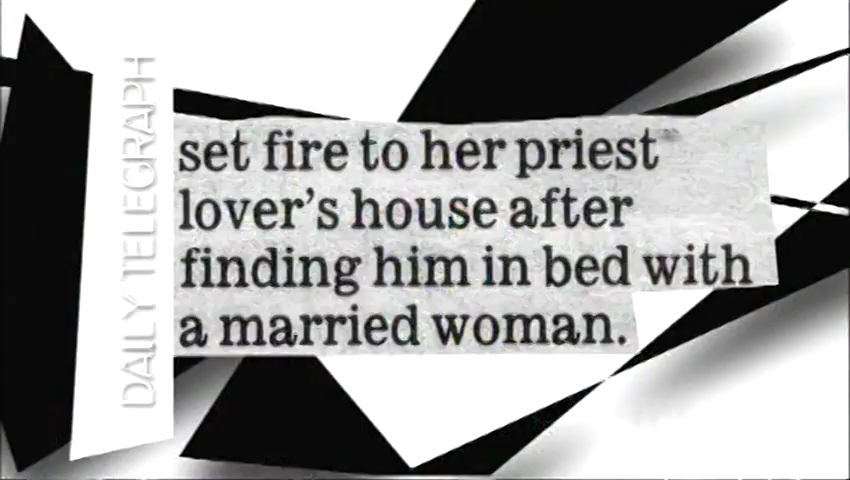 DAILY TELEGRAPH
set fire to her priest
lover's house after
finding him in bed with
a married woman.